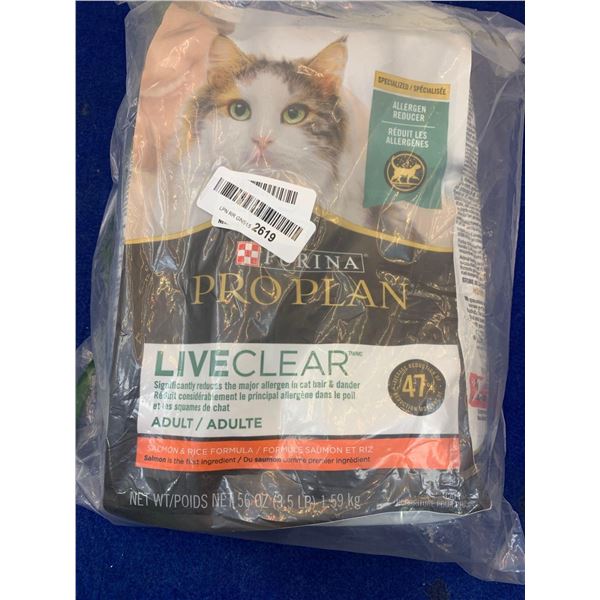 SPECIALIZED / SPÉCIALISÉE
ALLERGEN
REDUCER
RÉDUIT LES
ALLERGÈNES
LPN RR
2619
PURINA
PRO PLAN
LIVECLEAR
Significantly reduces the major allergen in cat hair & dander
Réduit considérablement le principal allergène dans le poil
et les squames de chat
ADULT / ADULTE
47
SALMON & RICE FORMULA / FORMULE SAUMON ET RIZ
Salmon is the first ingredient / Du saumon comme premier ingrédient
NET WT/POIDS NET 56 OZ (3.5 LB) 1.59 kg